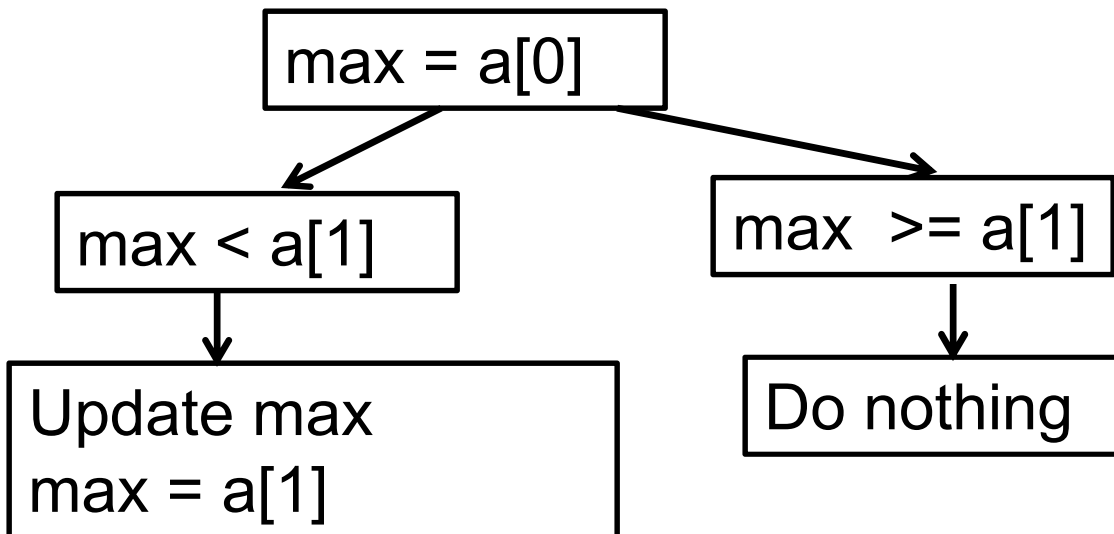 max = a[0]
max < a[1]
max >= a[1]
Update max
max = a[1]
Do nothing